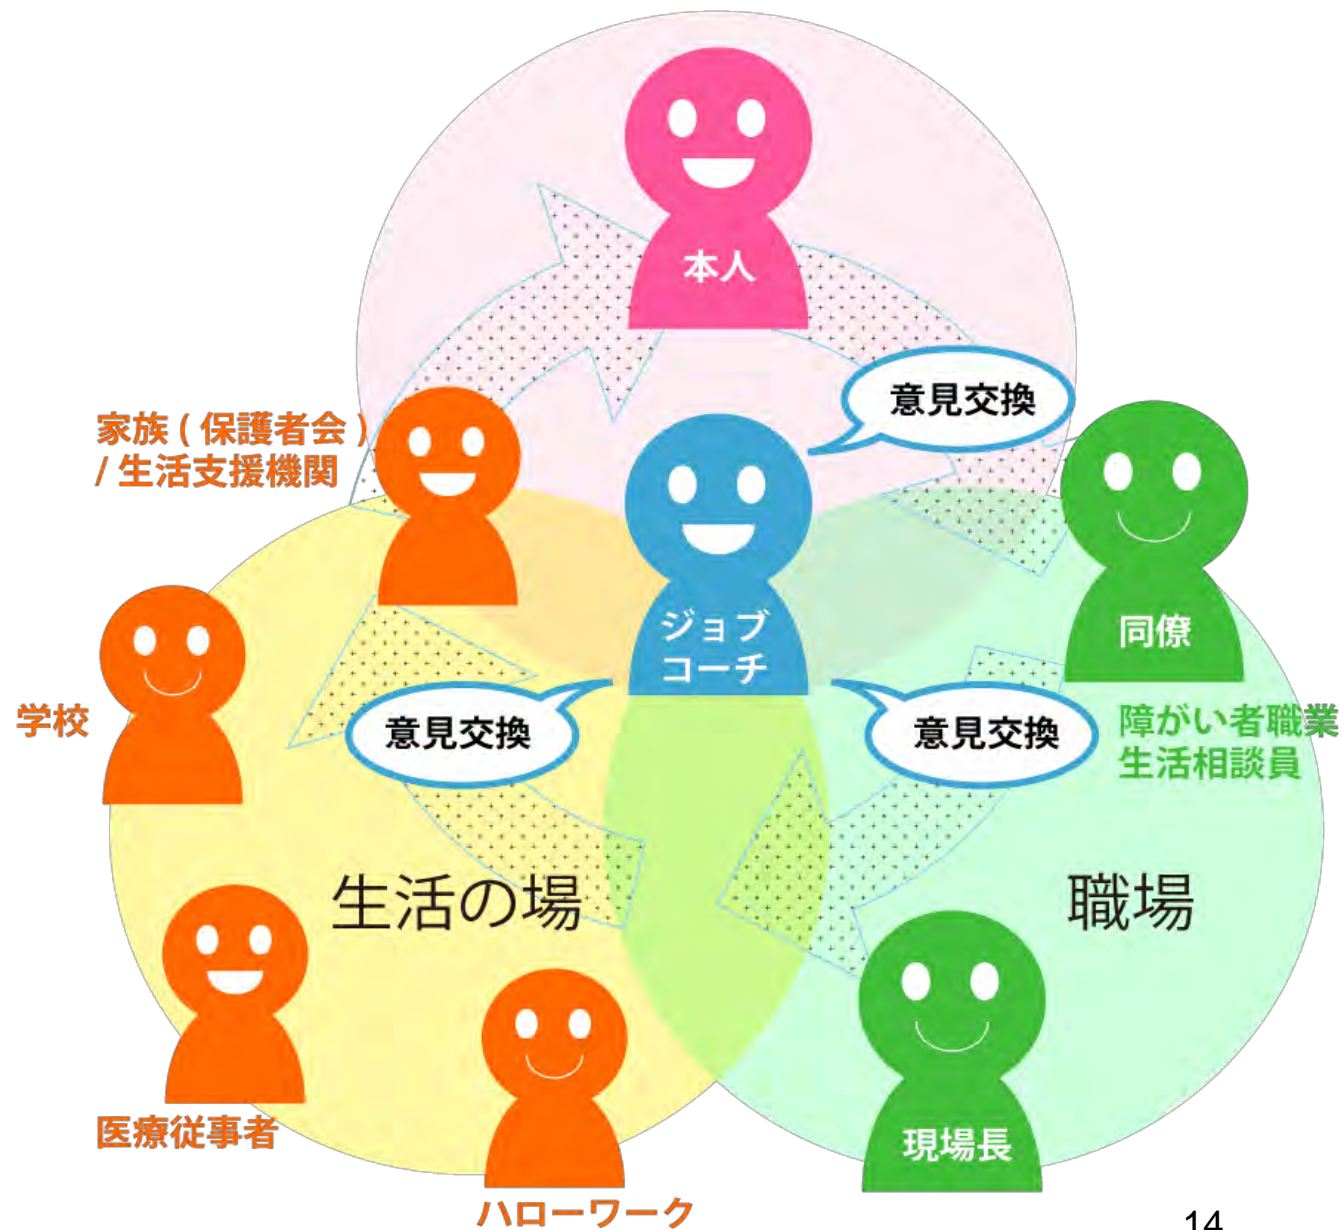 本人
意見交換
家族 ( 保護者会 )
/ 生活支援機関
ジョブ
コーチ
同僚
学校
意見交換
意見交換
障がい者職業
生活相談員
生活の場
職場
医療従事者
現場長
ハローワーク
14